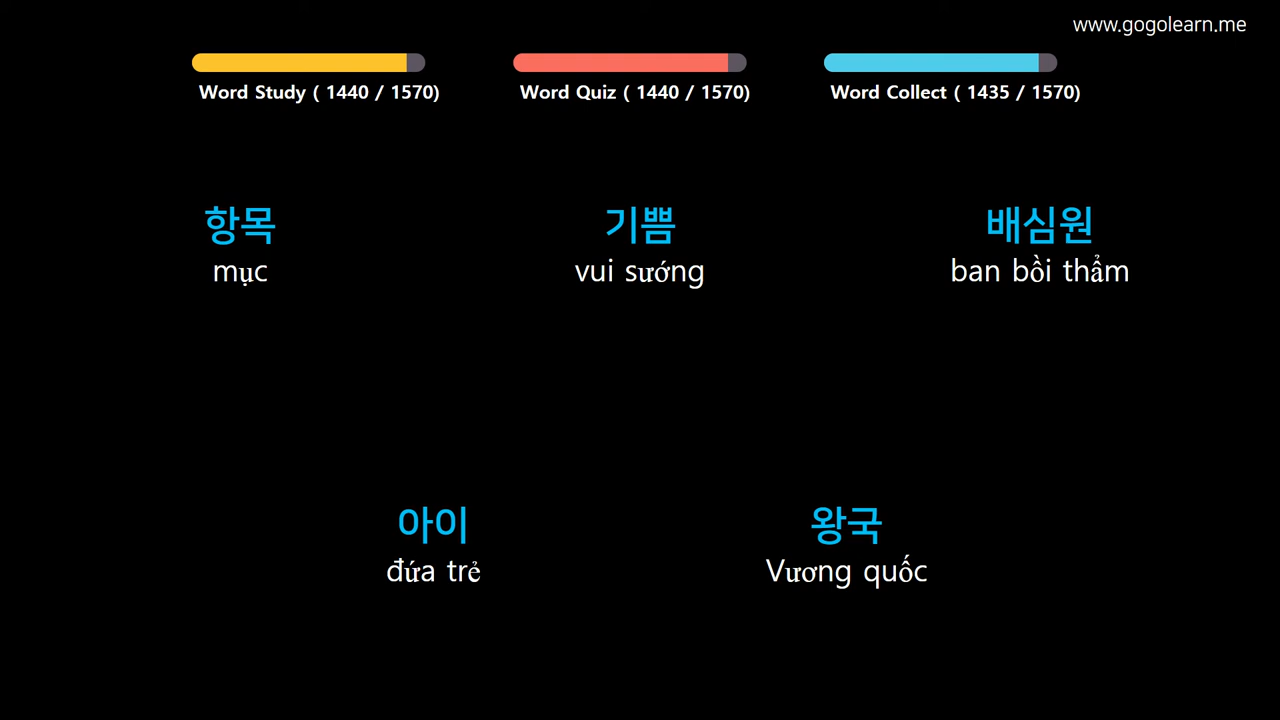 www.gogolearn.me
Word Study ( 1440 / 1570)
Word Quiz ( 1440 / 1570)
Word Collect ( 1435 / 1570)
항목
mục
기쁨
vui sướng
배심원
ban bồi thẩm
아이
đứa trẻ
왕국
Vương quốc